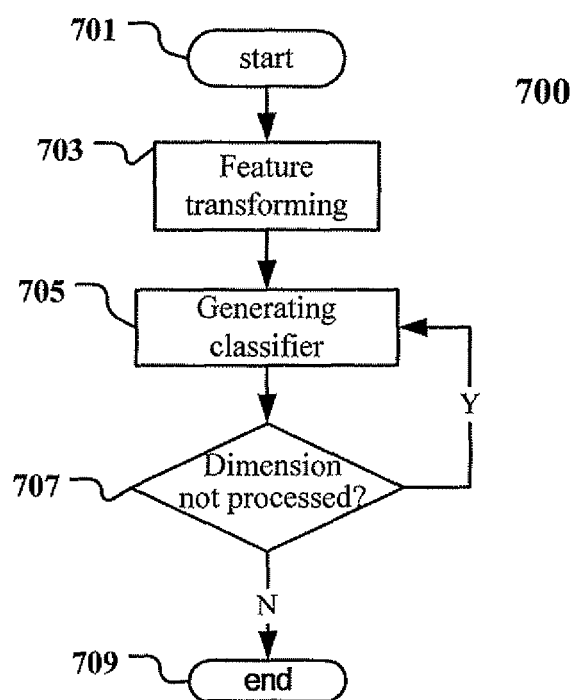 701
start
700
703
Feature
transforming
705
Generating
classifier
Y
707
Dimension
not processed?
N
709
end